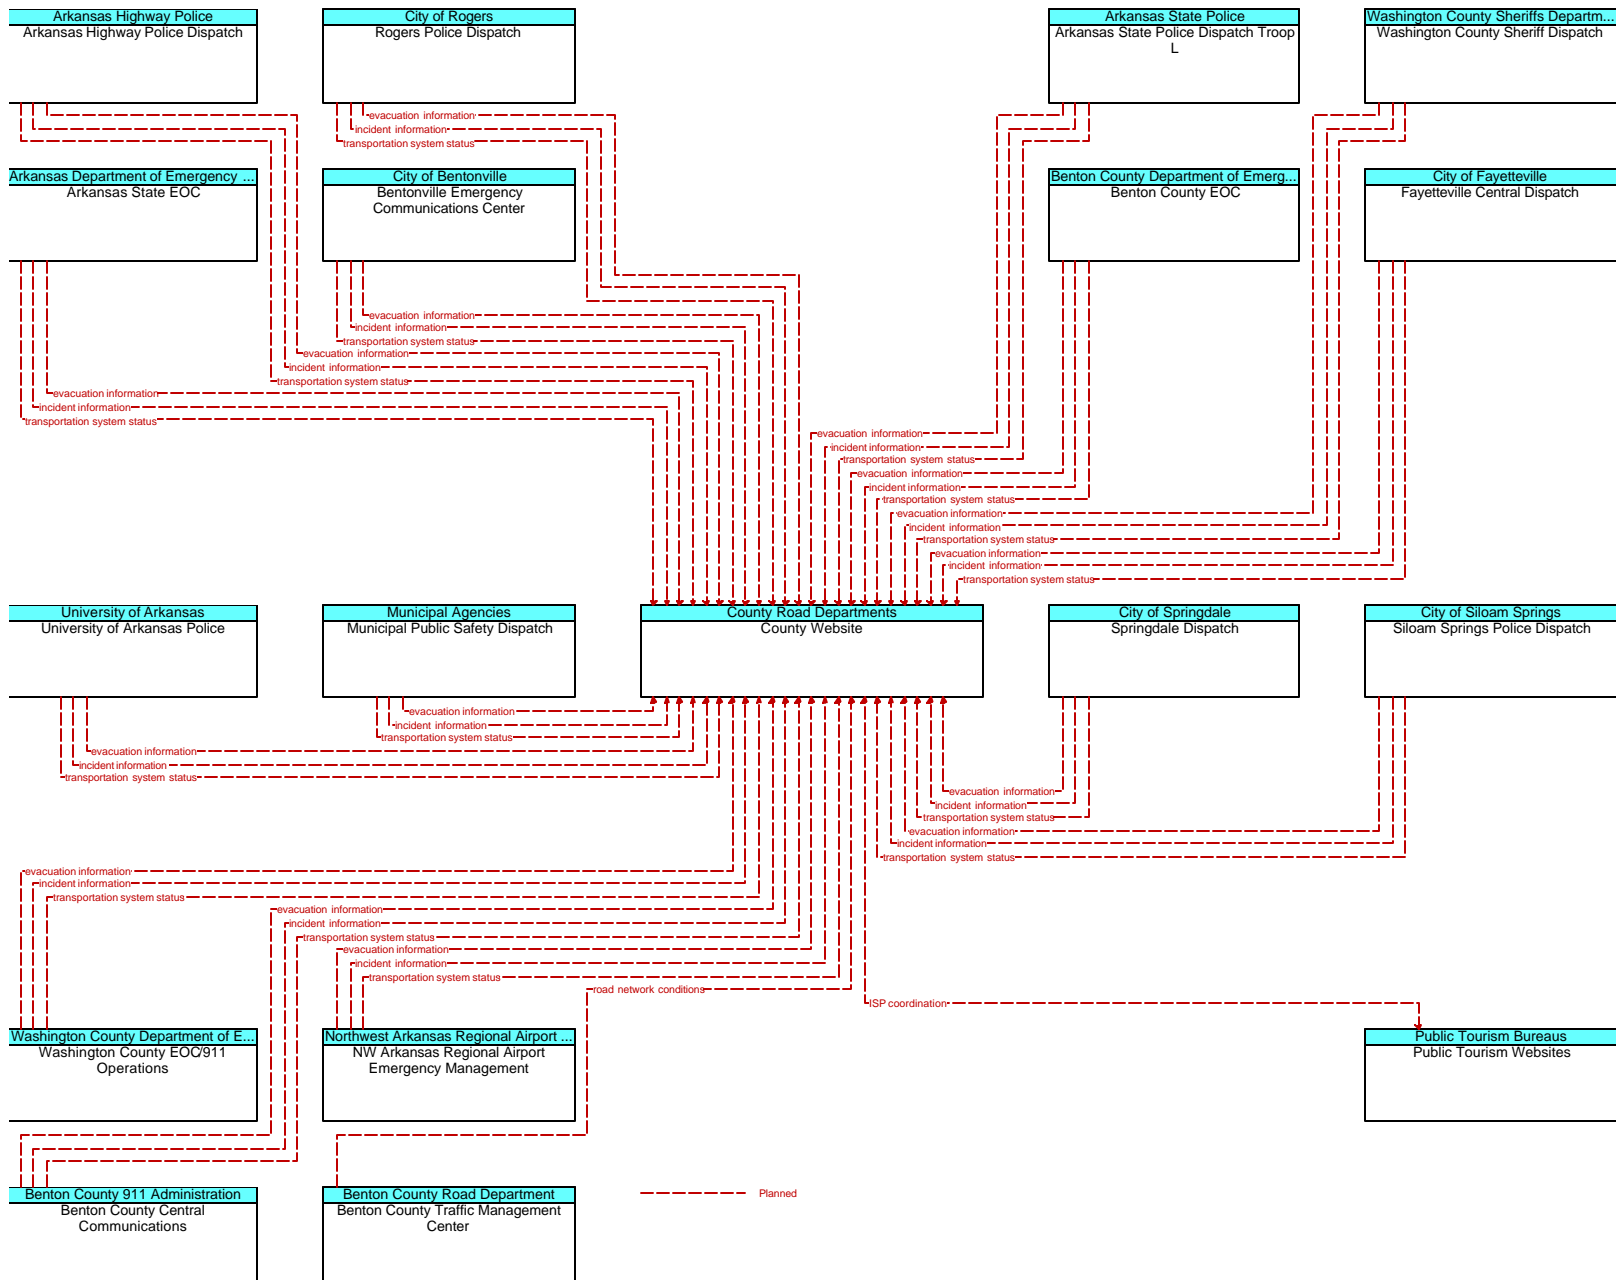 Arkansas Highway Police
Arkansas Highway Police Dispatch
City of Rogers
Rogers Police Dispatch
Arkansas State Police
Arkansas State Police Dispatch Troop
L
Washington County Sheriffs Departm...
Washington County Sheriff Dispatch
evacuation information
incident information
transportation system status
Arkansas Department of Emergency ...
Arkansas State EOC
City of Bentonville
Bentonville Emergency
Communications Center
Benton County Department of Emerg...
Benton County EOC
City of Fayetteville
Fayetteville Central Dispatch
evacuation information
incident information
transportation system status
evacuation information
incident information
transportation system status
evacuation information
incident information
transportation system status
evacuation information
incident information
transportation system status
evacuation information
incident information
transportation system status
evacuation information
incident information
transportation system status
evacuation information
incident information
transportation system status
University of Arkansas
University of Arkansas Police
Municipal Agencies
Municipal Public Safety Dispatch
County Road Departments
County Website
City of Springdale
Springdale Dispatch
City of Siloam Springs
Siloam Springs Police Dispatch
evacuation information
incident information
transportation system status
evacuation information
incident information
transportation system status
evacuation information
incident information
transportation system status
evacuation information
incident information
transportation system status
evacuation information
incident information
transportation system status
evacuation information
incident information
transportation system status
evacuation information
incident information
transportation system status
road network conditions
ISP coordination
Washington County Department of E...
Washington County EOC/911
Operations
Northwest Arkansas Regional Airport ...
NW Arkansas Regional Airport
Emergency Management
Public Tourism Bureaus
Public Tourism Websites
Benton County 911 Administration
Benton County Central
Communications
Benton County Road Department
Benton County Traffic Management
Center
Planned